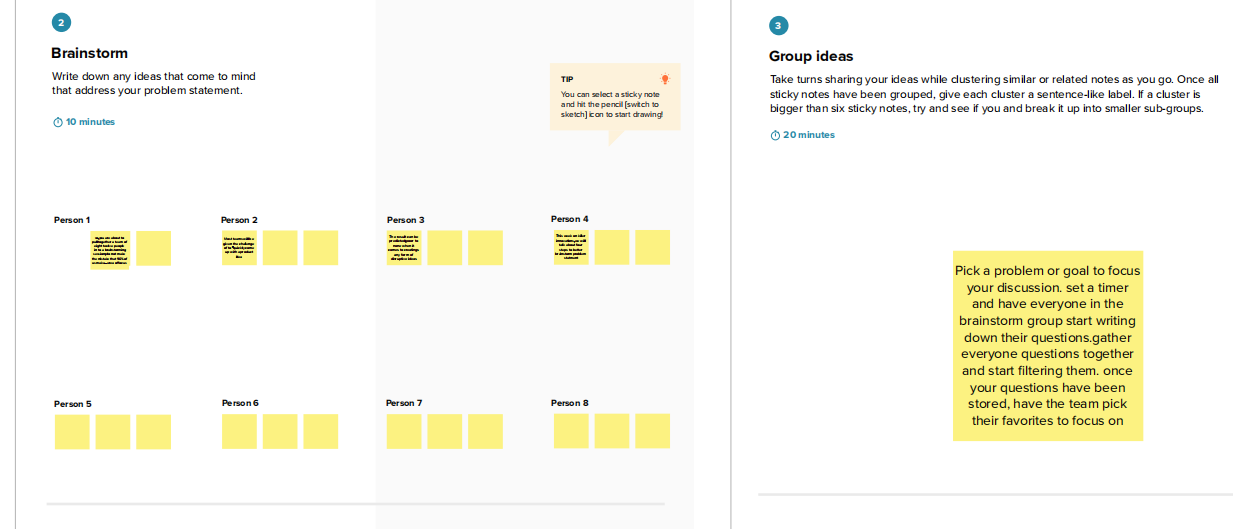 2
Brainstorm
Write down any ideas that come to mind
that address your problem statement.
10 minutes
TIP
You can select a sticky note
and hit the pencil [switch to
sketch] icon to start drawing!
Person 1
Person 2
Person 3
Person 4
Person 5
Person 6
Person 7
Person 8
3
Group ideas
Take turns sharing your ideas while clustering similar or related notes as you go. Once all
sticky notes have been grouped, give each cluster a sentence-like label. If a cluster is
bigger than six sticky notes, try and see if you and break it up into smaller sub-groups.
20 minutes
Pick a problem or goal to focus
your discussion. set a timer
and have everyone in the
brainstorm group start writing
down their questions.gather
everyone questions together
and start filtering them. once
your questions have been
stored, have the team pick
their favorites to focus on